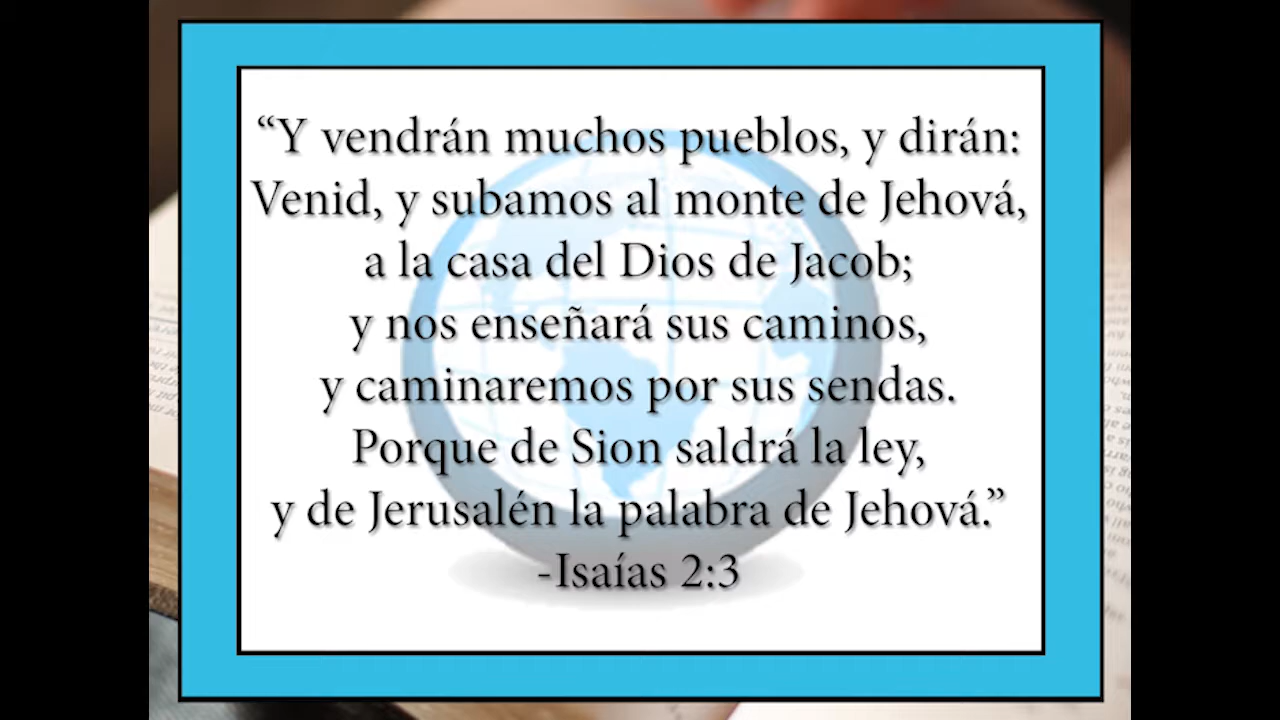 “Y vendrán muchos pueblos, y dirán:
Venid, y subamos al monte de Jehová,
a la casa del Dios de Jacob;
y nos enseñará sus caminos,
y caminaremos por sus sendas.
Porque de Sion saldrá la ley,
y de Jerusalén la palabra de Jehová.”
-Isaías 2:3